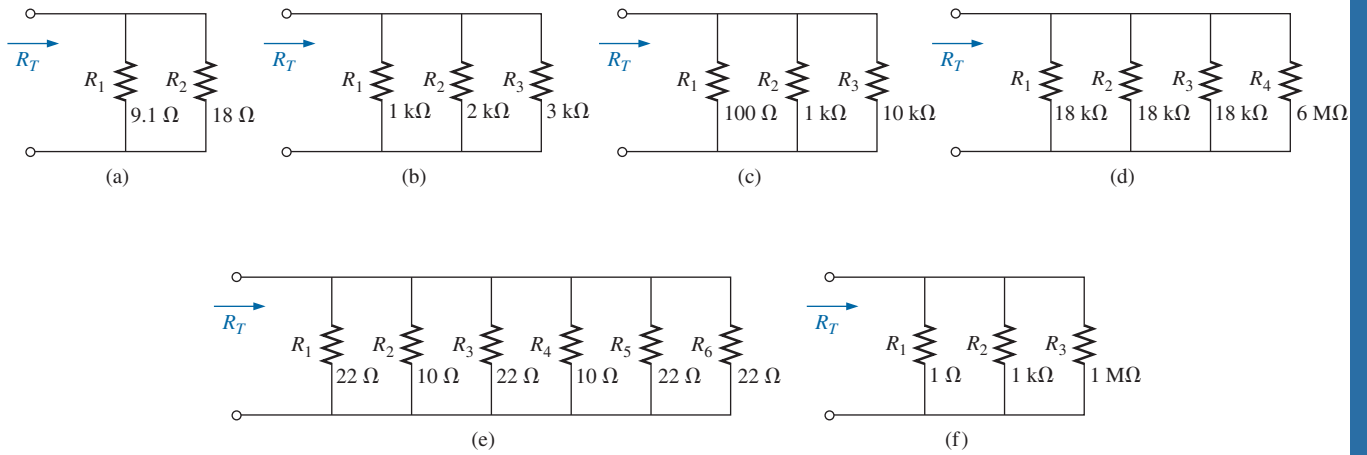 R_T R_1 9.1 Ω R_2 18 Ω
(a)
R_T R_1 1 kΩ R_2 2 kΩ R_3 3 kΩ
(b)
R_T R_1 100 Ω R_2 1 kΩ R_3 10 kΩ
(c)
R_T R_1 18 kΩ R_2 18 kΩ R_3 18 kΩ R_4 6 MΩ
(d)
R_T R_1 22 Ω R_2 10 Ω R_3 22 Ω R_4 10 Ω R_5 22 Ω R_6 22 Ω
(e)
R_T R_1 1 Ω R_2 1 kΩ R_3 1 MΩ
(f)